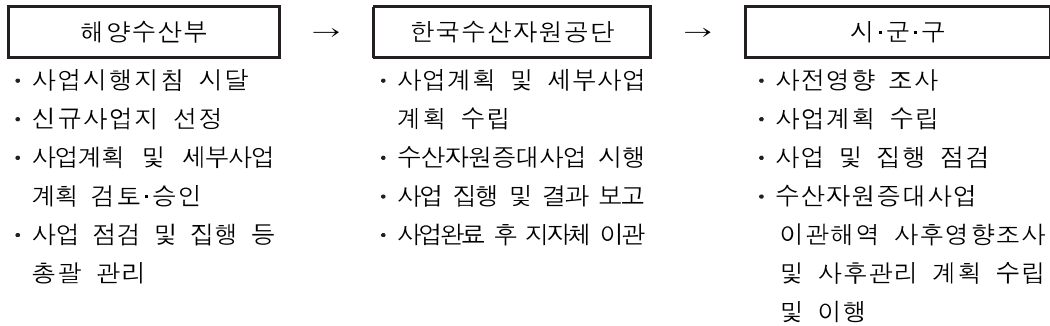 해양수산부 → 한국수산자원공단 → 시·군·구
· 사업시행지침 시달
· 신규사업지 선정
· 사업계획 및 세부사업
계획 검토·승인
· 사업 점검 및 집행 등
총괄 관리
· 사업계획 및 세부사업
계획 수립
· 수산자원증대사업 시행
· 사업 집행 및 결과 보고
· 사업완료 후 지자체 이관
· 사전영향 조사
· 사업계획 수립
· 사업 및 집행 점검
· 수산자원증대사업
이관해역 사후영향조사
및 사후관리 계획 수립
및 이행